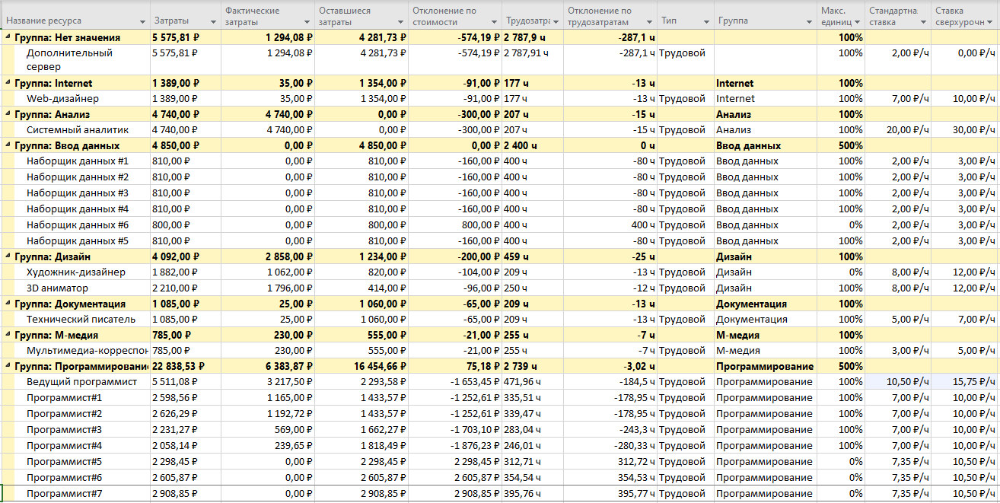 Название ресурса Затраты Фактические затраты Оставшиеся затраты Отклонение по стоимости Трудозатр Отклонение по трудозатратам Тип Группа Макс. единиц Стандартна ставка Ставка сверхурочн
Группа: Нет значения 5 575,81 ₽ 1 294,08 ₽ 4 281,73 ₽ -574,19 ₽ 2 787,9 ч -287,1 ч 100%
Дополнительный сервер 5 575,81 ₽ 1 294,08 ₽ 4 281,73 ₽ -574,19 ₽ 2 787,91 ч -287,1 ч Трудовой 100% 2,00 ₽/ч 0,00 ₽/ч
Группа: Internet 1 389,00 ₽ 35,00 ₽ 1 354,00 ₽ -91,00 ₽ 177 ч -13 ч Internet 100%
Web-дизайнер 1 389,00 ₽ 35,00 ₽ 1 354,00 ₽ -91,00 ₽ 177 ч -13 ч Трудовой Internet 100% 7,00 ₽/ч 10,00 ₽/ч
Группа: Анализ 4 740,00 ₽ 4 740,00 ₽ 0,00 ₽ -300,00 ₽ 207 ч -15 ч Анализ 100%
Системный аналитик 4 740,00 ₽ 4 740,00 ₽ 0,00 ₽ -300,00 ₽ 207 ч -15 ч Трудовой Анализ 100% 20,00 ₽/ч 30,00 ₽/ч
Группа: Ввод данных 4 850,00 ₽ 0,00 ₽ 4 850,00 ₽ 0,00 ₽ 2 400 ч 0 ч Ввод данных 500%
Наборщик данных #1 810,00 ₽ 0,00 ₽ 810,00 ₽ -160,00 ₽ 400 ч -80 ч Трудовой Ввод данных 100% 2,00 ₽/ч 3,00 ₽/ч
Наборщик данных #2 810,00 ₽ 0,00 ₽ 810,00 ₽ -160,00 ₽ 400 ч -80 ч Трудовой Ввод данных 100% 2,00 ₽/ч 3,00 ₽/ч
Наборщик данных #3 810,00 ₽ 0,00 ₽ 810,00 ₽ -160,00 ₽ 400 ч -80 ч Трудовой Ввод данных 100% 2,00 ₽/ч 3,00 ₽/ч
Наборщик данных #4 810,00 ₽ 0,00 ₽ 810,00 ₽ -160,00 ₽ 400 ч -80 ч Трудовой Ввод данных 100% 2,00 ₽/ч 3,00 ₽/ч
Наборщик данных #6 800,00 ₽ 0,00 ₽ 800,00 ₽ 800,00 ₽ 400 ч 400 ч Трудовой Ввод данных 0% 2,00 ₽/ч 3,00 ₽/ч
Наборщик данных #5 810,00 ₽ 0,00 ₽ 810,00 ₽ -160,00 ₽ 400 ч -80 ч Трудовой Ввод данных 100% 2,00 ₽/ч 3,00 ₽/ч
Группа: Дизайн 4 092,00 ₽ 2 858,00 ₽ 1 234,00 ₽ -200,00 ₽ 459 ч -25 ч Дизайн 100%
Художник-дизайнер 1 882,00 ₽ 1 062,00 ₽ 820,00 ₽ -104,00 ₽ 209 ч -13 ч Трудовой Дизайн 0% 8,00 ₽/ч 12,00 ₽/ч
3D аниматор 2 210,00 ₽ 1 796,00 ₽ 414,00 ₽ -96,00 ₽ 250 ч -12 ч Трудовой Дизайн 100% 8,00 ₽/ч 12,00 ₽/ч
Группа: Документация 1 085,00 ₽ 25,00 ₽ 1 060,00 ₽ -65,00 ₽ 209 ч -13 ч Документация 100%
Технический писатель 1 085,00 ₽ 25,00 ₽ 1 060,00 ₽ -65,00 ₽ 209 ч -13 ч Трудовой Документация 100% 5,00 ₽/ч 7,00 ₽/ч
Группа: М-медия 785,00 ₽ 230,00 ₽ 555,00 ₽ -21,00 ₽ 255 ч -7 ч М-медия 100%
Мультимедиа-корреспон 785,00 ₽ 230,00 ₽ 555,00 ₽ -21,00 ₽ 255 ч -7 ч Трудовой М-медия 100% 3,00 ₽/ч 5,00 ₽/ч
Группа: Программировани 22 838,53 ₽ 6 383,87 ₽ 16 454,66 ₽ 75,18 ₽ 2 739 ч -3,02 ч Программирование 500%
Ведущий программист 5 511,08 ₽ 3 217,50 ₽ 2 293,58 ₽ -1 653,45 ₽ 471,96 ч -184,5 ч Трудовой Программирование 100% 10,50 ₽/ч 15,75 ₽/ч
Программист#1 2 598,56 ₽ 1 165,00 ₽ 1 433,57 ₽ -1 252,61 ₽ 335,51 ч -178,95 ч Трудовой Программирование 100% 7,00 ₽/ч 10,00 ₽/ч
Программист#2 2 626,29 ₽ 1 192,72 ₽ 1 433,57 ₽ -1 252,61 ₽ 339,47 ч -178,95 ч Трудовой Программирование 100% 7,00 ₽/ч 10,00 ₽/ч
Программист#3 2 231,27 ₽ 569,00 ₽ 1 662,27 ₽ -1 703,10 ₽ 283,04 ч -243,3 ч Трудовой Программирование 100% 7,00 ₽/ч 10,00 ₽/ч
Программист#4 2 058,14 ₽ 239,65 ₽ 1 818,49 ₽ -1 876,23 ₽ 246,01 ч -280,33 ч Трудовой Программирование 100% 7,00 ₽/ч 10,00 ₽/ч
Программист#5 2 298,45 ₽ 0,00 ₽ 2 298,45 ₽ 2 298,45 ₽ 312,71 ч 312,72 ч Трудовой Программирование 0% 7,35 ₽/ч 10,50 ₽/ч
Программист#6 2 605,87 ₽ 0,00 ₽ 2 605,87 ₽ 2 605,87 ₽ 354,54 ч 354,53 ч Трудовой Программирование 0% 7,35 ₽/ч 10,50 ₽/ч
Программист#7 2 908,85 ₽ 0,00 ₽ 2 908,85 ₽ 2 908,85 ₽ 395,76 ч 395,77 ч Трудовой Программирование 0% 7,35 ₽/ч 10,50 ₽/ч